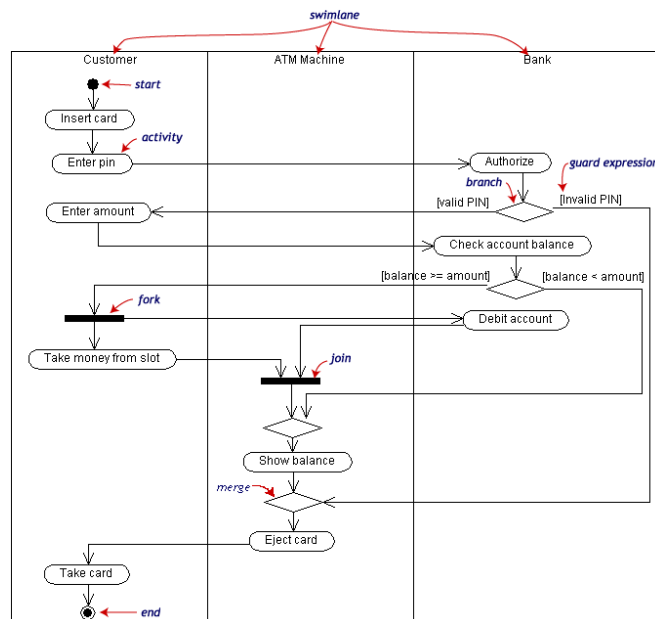 swimlane
Customer
ATM Machine
Bank
start
Insert card
activity
Enter pin
Authorize
guard expression
branch
[valid PIN]
[Invalid PIN]
Enter amount
Check account balance
[balance >= amount]
[balance < amount]
fork
Debit account
Take money from slot
join
Show balance
merge
Eject card
Take card
end